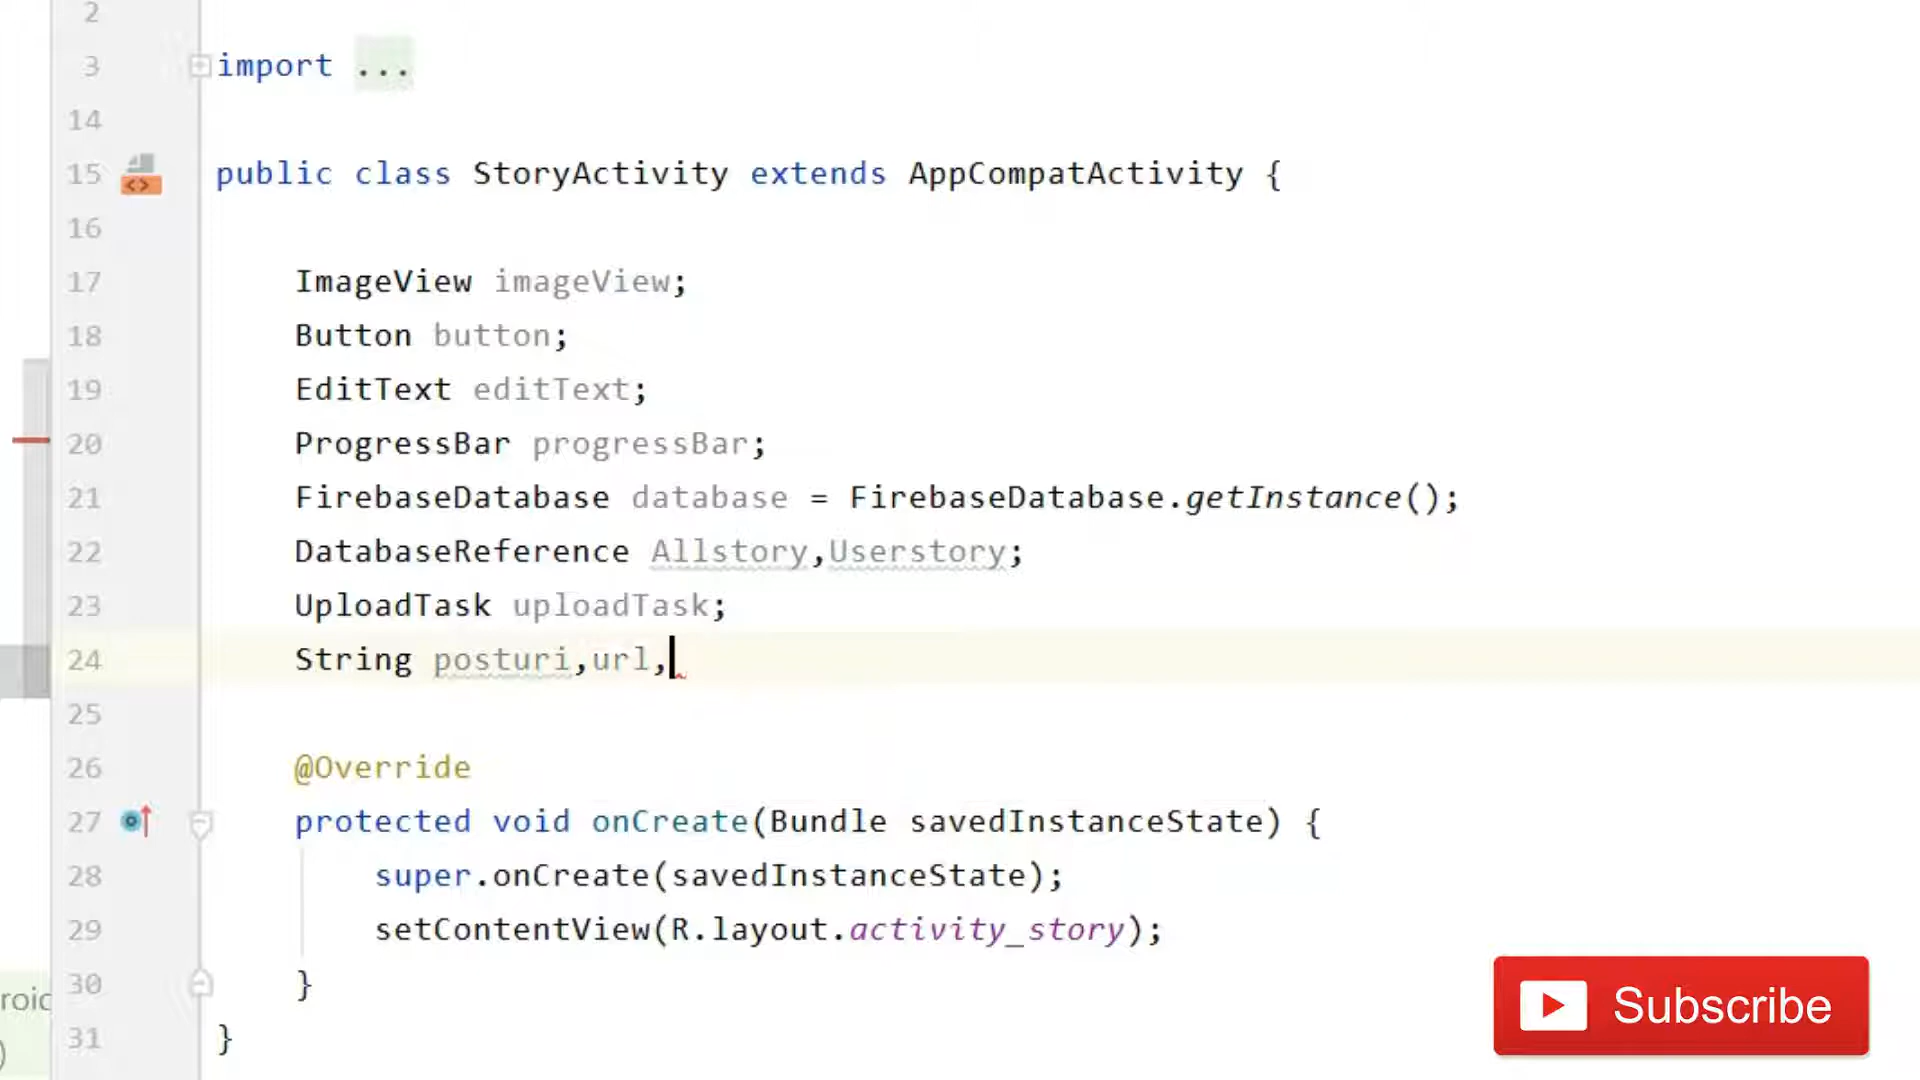 2
3 import ...
14
15 public class StoryActivity extends AppCompatActivity {
16
17 ImageView imageView;
18 Button button;
19 EditText editText;
20 ProgressBar progressBar;
21 FirebaseDatabase database = FirebaseDatabase.getInstance();
22 DatabaseReference Allstory,Userstory;
23 UploadTask uploadTask;
24 String posturi,url,
25
26 @Override
27 protected void onCreate(Bundle savedInstanceState) {
28 super.onCreate(savedInstanceState);
29 setContentView(R.layout.activity_story);
roid 30 }
) 31 }
Subscribe